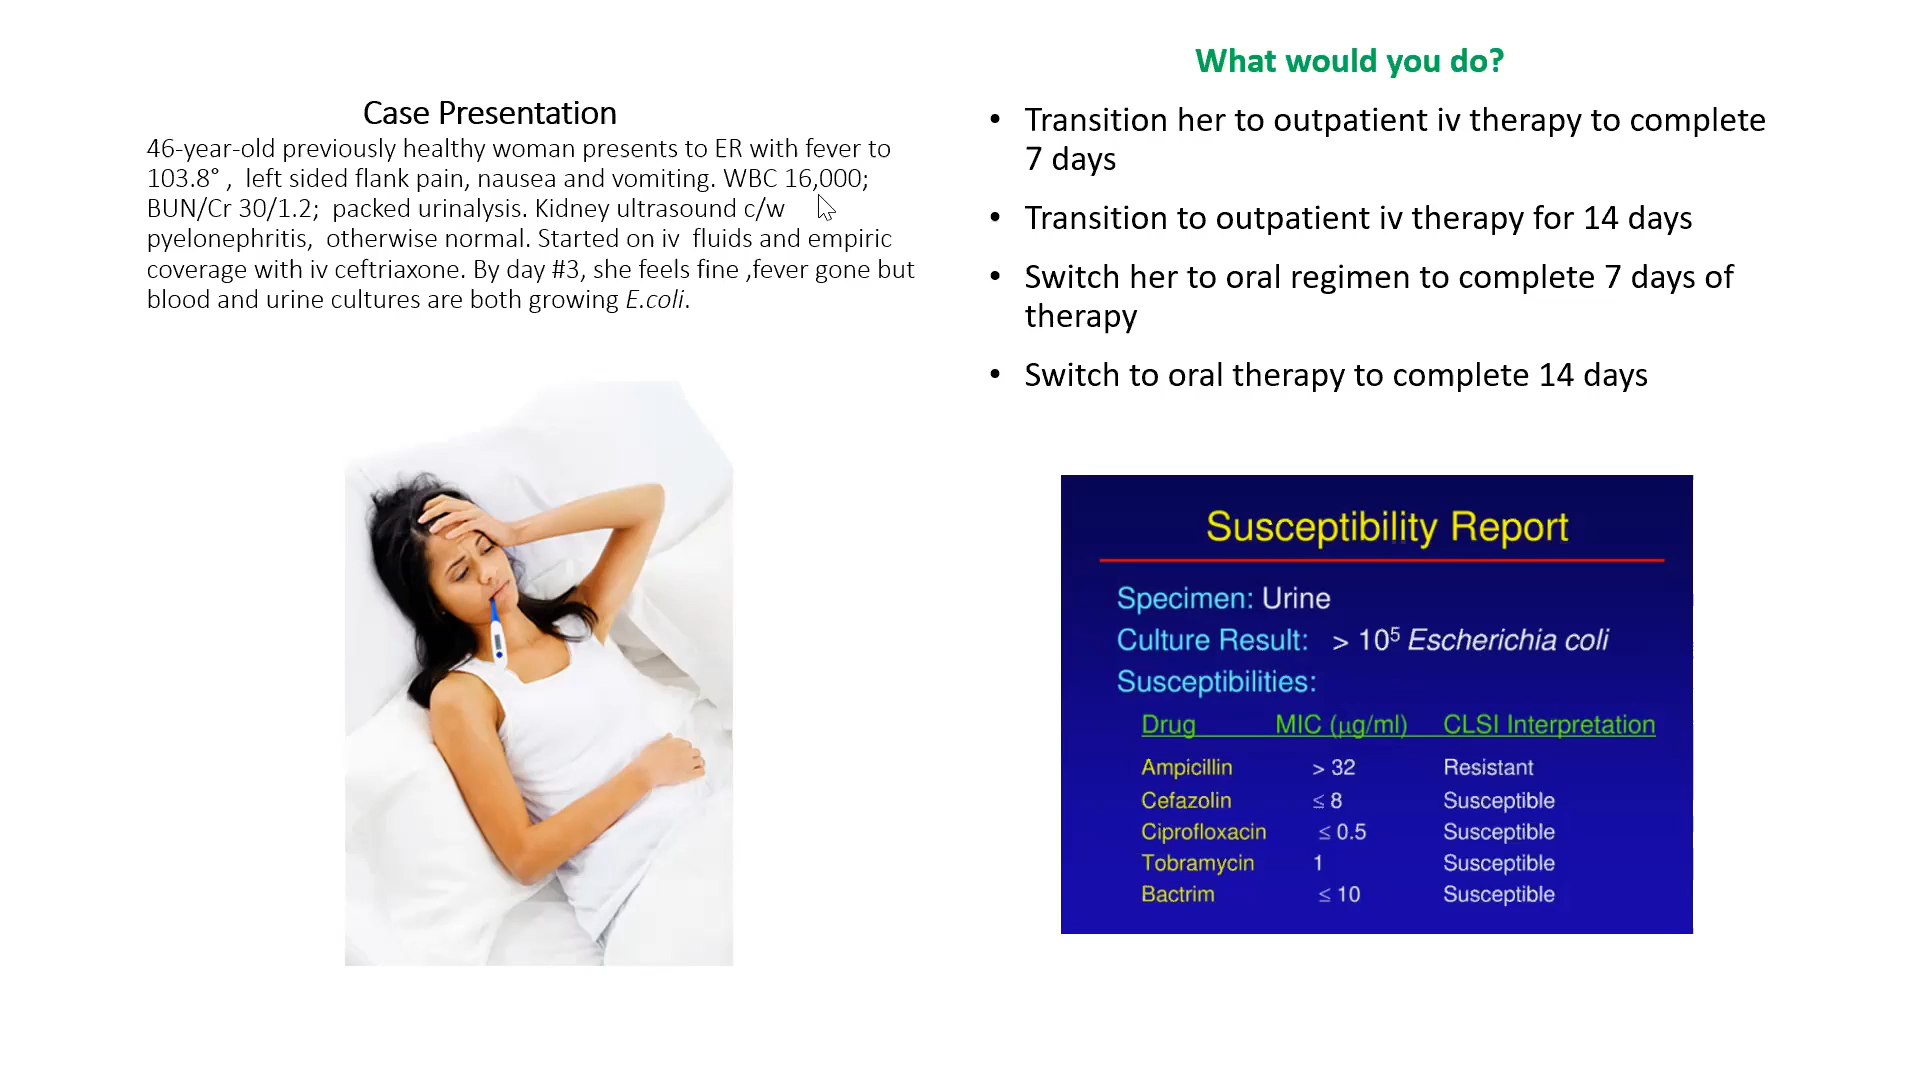 Case Presentation
46-year-old previously healthy woman presents to ER with fever to
103.8° ,  left sided flank pain, nausea and vomiting. WBC 16,000;
BUN/Cr 30/1.2;  packed urinalysis. Kidney ultrasound c/w
pyelonephritis,  otherwise normal. Started on iv  fluids and empiric
coverage with iv ceftriaxone. By day #3, she feels fine ,fever gone but
blood and urine cultures are both growing E.coli.
What would you do?
• Transition her to outpatient iv therapy to complete
7 days
• Transition to outpatient iv therapy for 14 days
• Switch her to oral regimen to complete 7 days of
therapy
• Switch to oral therapy to complete 14 days
Susceptibility Report
Specimen: Urine
Culture Result: > 10⁵ Escherichia coli
Susceptibilities:
Drug MIC (µg/ml) CLSI Interpretation
Ampicillin > 32 Resistant
Cefazolin ≤ 8 Susceptible
Ciprofloxacin ≤ 0.5 Susceptible
Tobramycin 1 Susceptible
Bactrim ≤ 10 Susceptible